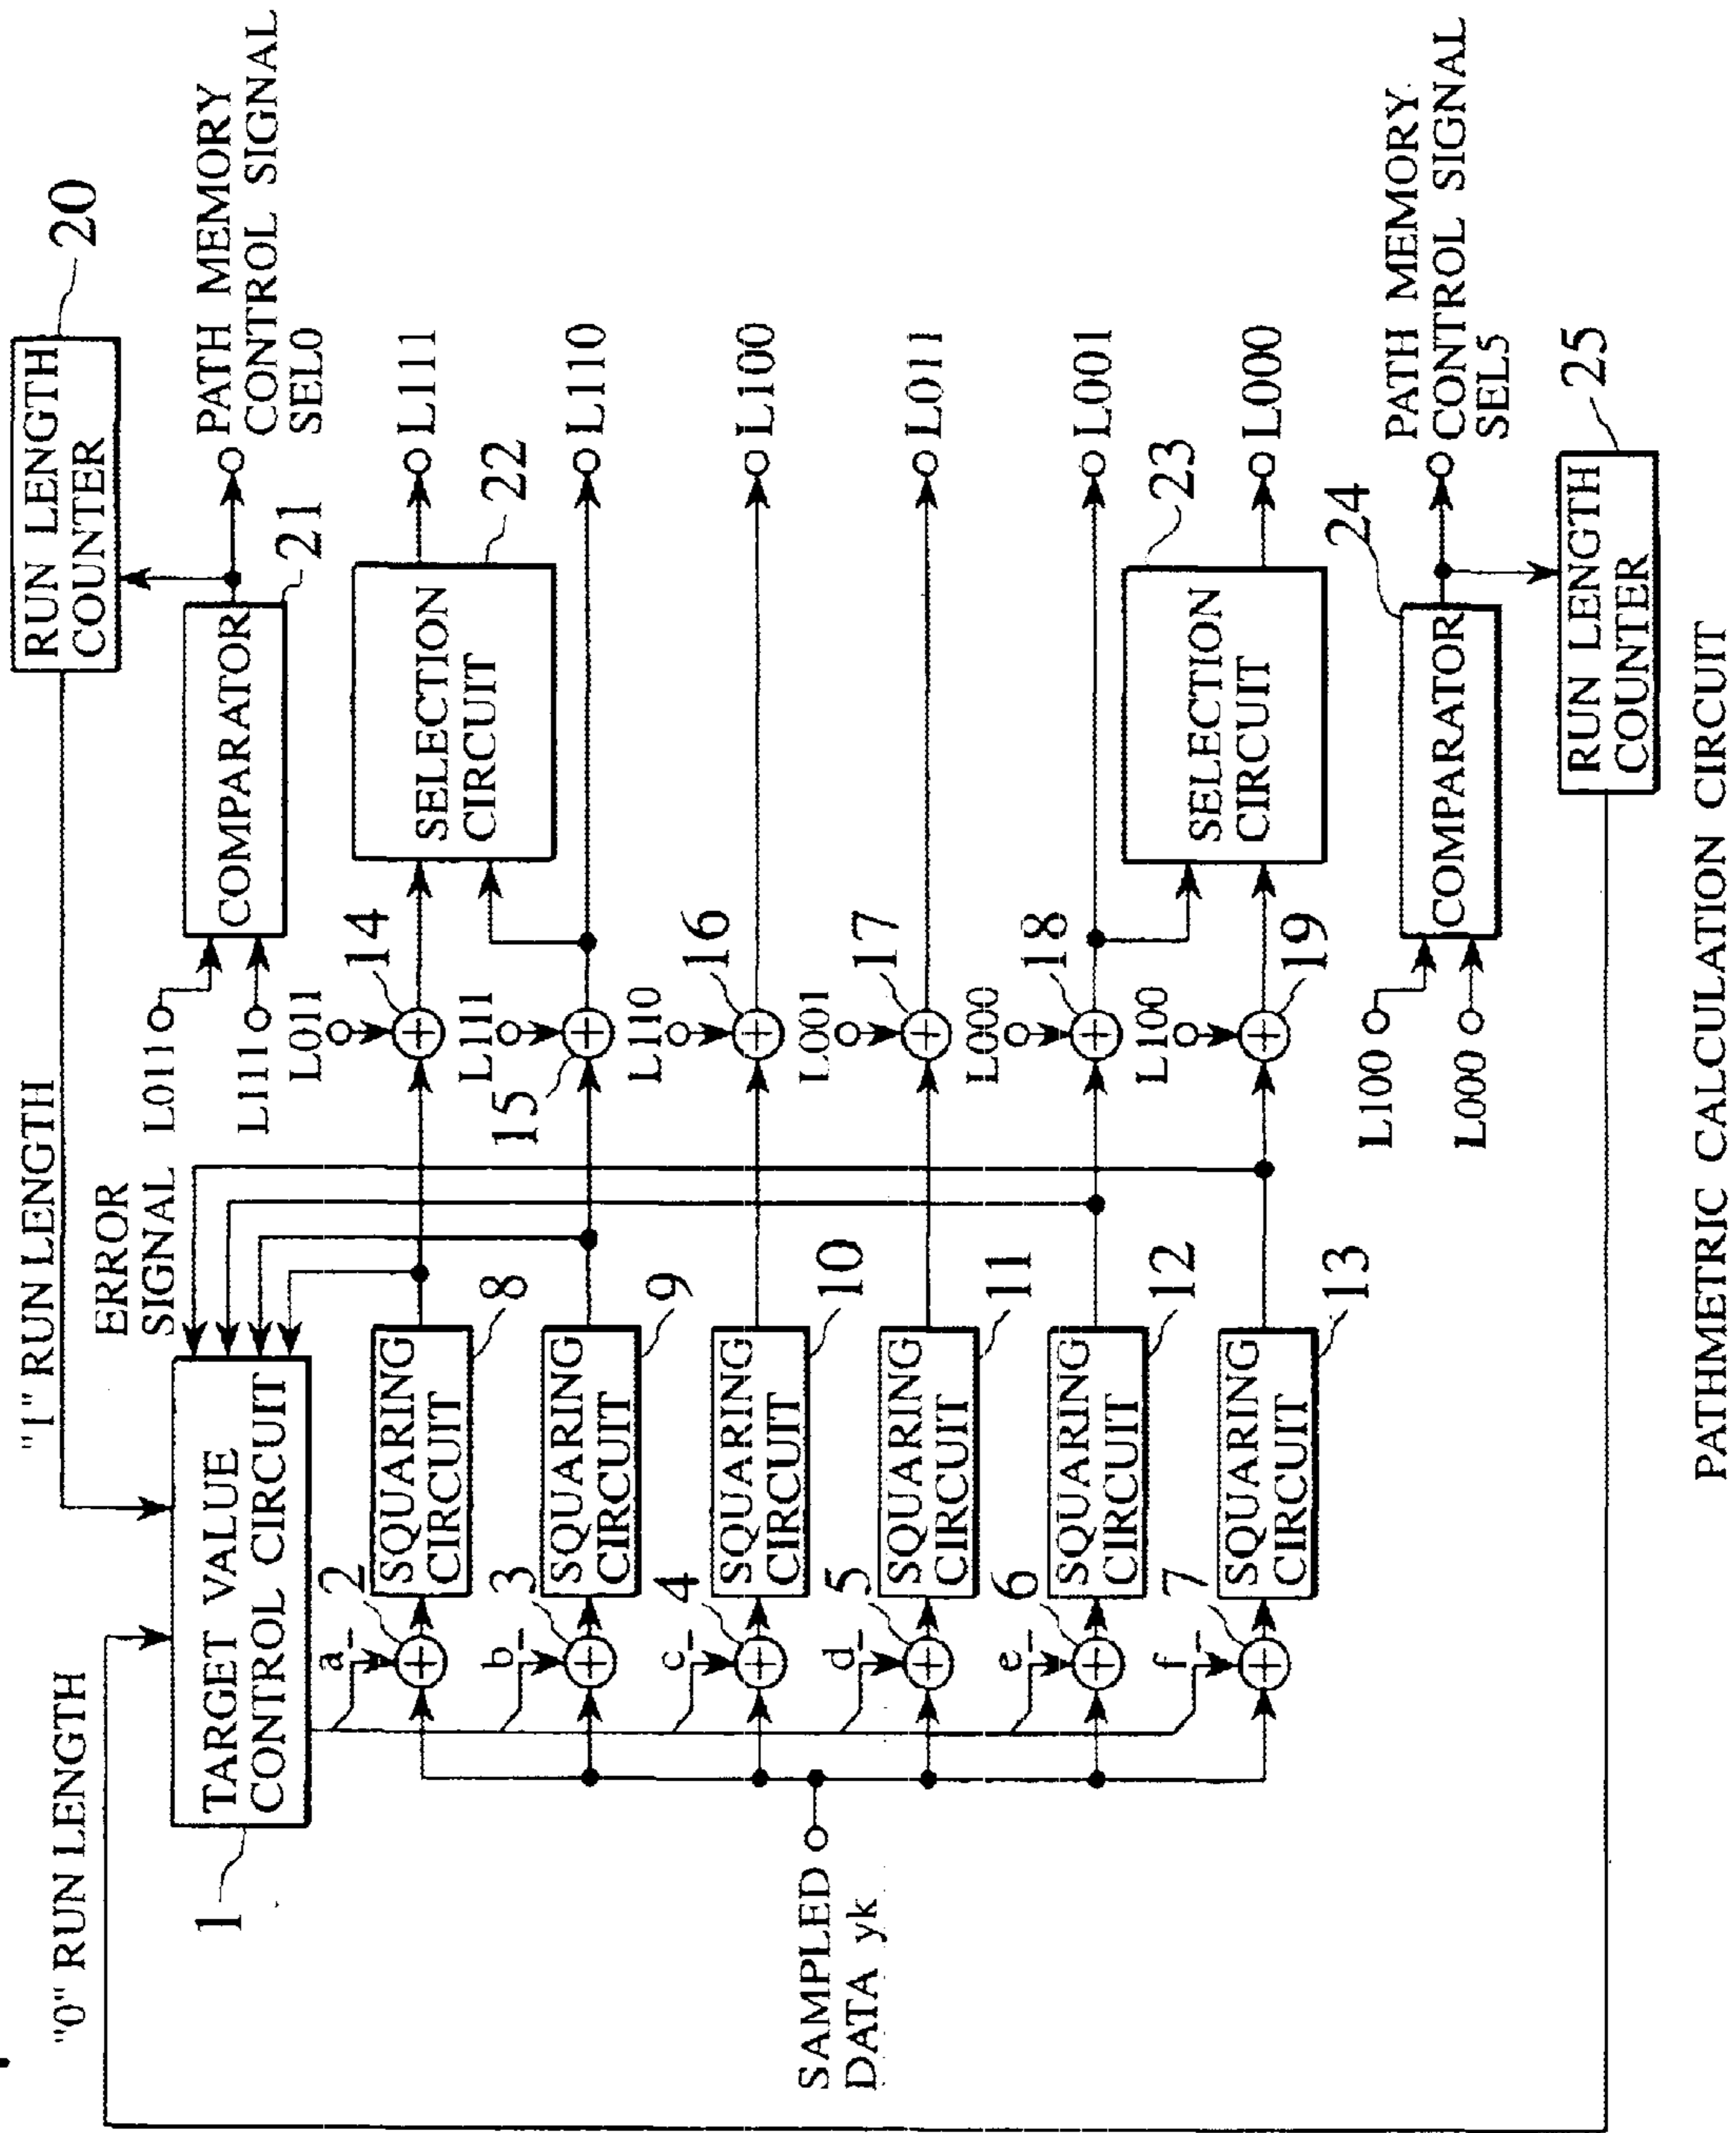 "0" RUN LENGTH
"1" RUN LENGTH
RUN LENGTH
COUNTER
20
ERROR
SIGNAL
L011
L111
COMPARATOR
21
PATH MEMORY
CONTROL SIGNAL
SEL0
1
TARGET VALUE
CONTROL CIRCUIT
a
-
2
SQUARING
CIRCUIT
8
L011
14
SELECTION
CIRCUIT
22
L111
b
-
3
SQUARING
CIRCUIT
9
L111
15
L110
c
-
4
SQUARING
CIRCUIT
10
L110
16
L100
SAMPLED
DATA yk
d
-
5
SQUARING
CIRCUIT
11
L001
17
L011
e
-
6
SQUARING
CIRCUIT
12
L000
18
L001
f
-
7
SQUARING
CIRCUIT
13
L100
19
SELECTION
CIRCUIT
23
L000
L100
L000
COMPARATOR
24
PATH MEMORY
CONTROL SIGNAL
SEL5
RUN LENGTH
COUNTER
25
PATHMETRIC CALCULATION CIRCUIT